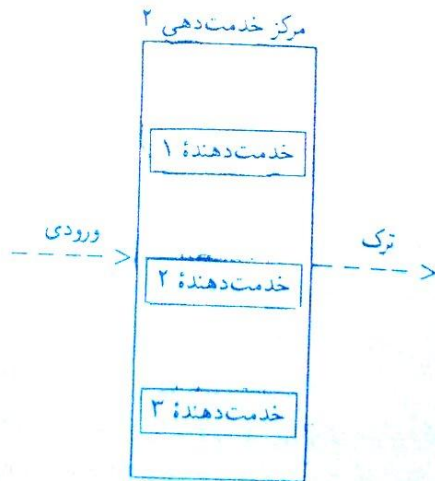 مرکز خدمت‌دهی ۲
خدمت‌دهندهٔ ۱
ورودی
ترک
خدمت‌دهندهٔ ۲
خدمت‌دهندهٔ ۳